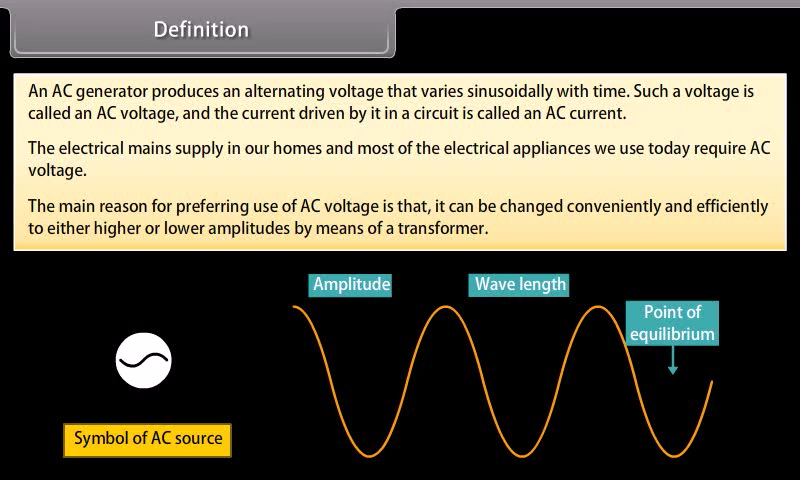 Definition
An AC generator produces an alternating voltage that varies sinusoidally with time. Such a voltage is
called an AC voltage, and the current driven by it in a circuit is called an AC current.
The electrical mains supply in our homes and most of the electrical appliances we use today require AC
voltage.
The main reason for preferring use of AC voltage is that, it can be changed conveniently and efficiently
to either higher or lower amplitudes by means of a transformer.
Amplitude
Wave length
Point of
equilibrium
Symbol of AC source